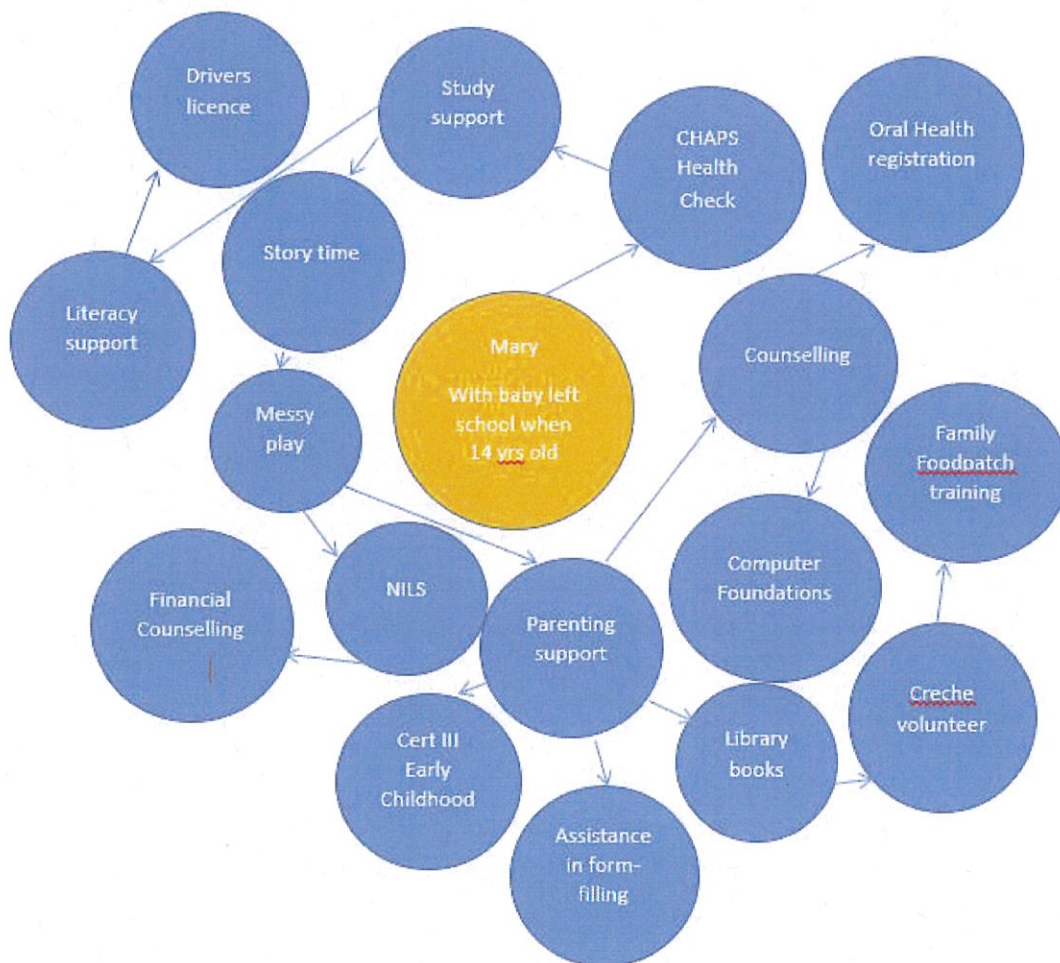 Drivers
licence
Study
support
CHAPS
Health
Check
Oral Health
registration
Story time
Literacy
support
Mary
With baby left
school when
14 yrs old
Counselling
Messy
play
Family
Foodpatch
training
Financial
Counselling
NILS
Parenting
support
Computer
Foundations
Cert III
Early
Childhood
Library
books
Creche
volunteer
Assistance
in form-
filling